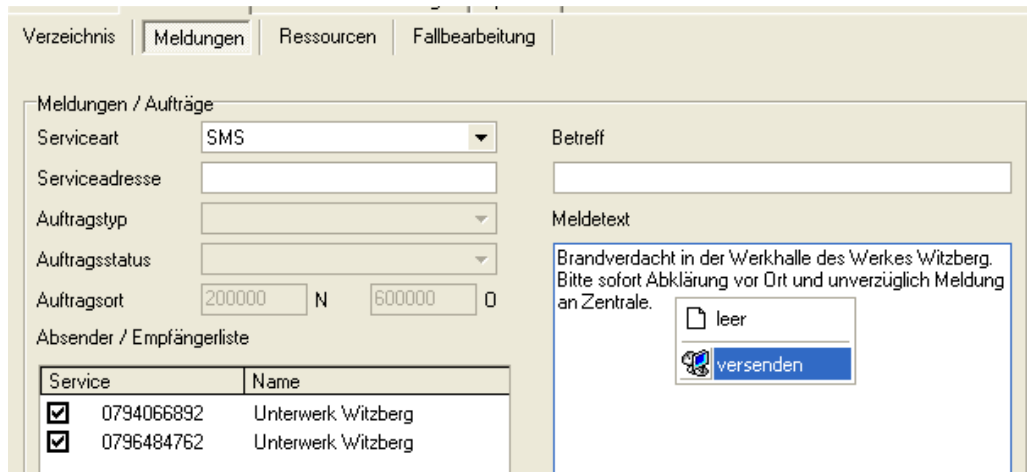 Verzeichnis
Meldungen
Ressourcen
Fallbearbeitung
Meldungen / Aufträge
Serviceart
SMS
Betreff
Serviceadresse
Auftragstyp
Meldetext
Auftragsstatus
Brandverdacht in der Werkhalle des Werkes Witzberg.
Bitte sofort Abklärung vor Ort und unverzüglich Meldung
an Zentrale.
Auftragsort
200000 N 600000 O
leer
versenden
Absender / Empfängerliste
Service Name
0794066892 Unterwerk Witzberg
0796484762 Unterwerk Witzberg